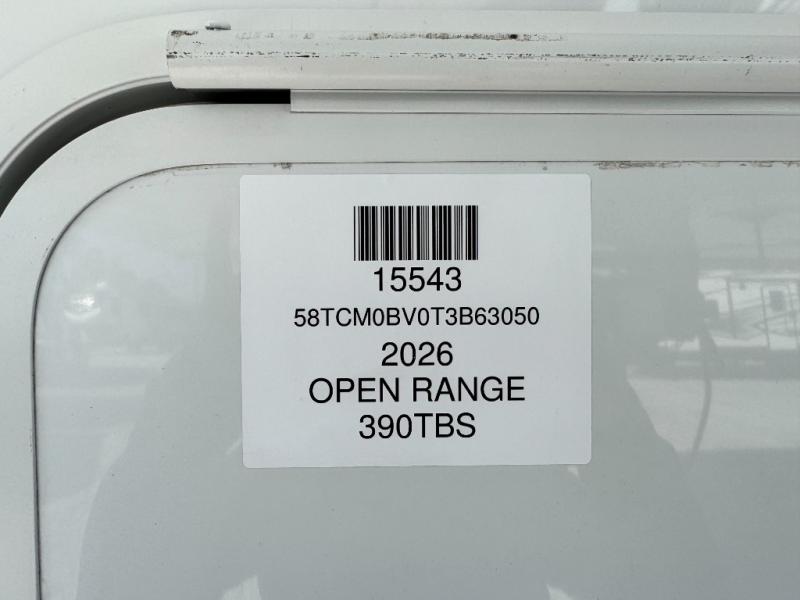 15543
58TCM0BV0T3B63050
2026
OPEN RANGE
390TBS